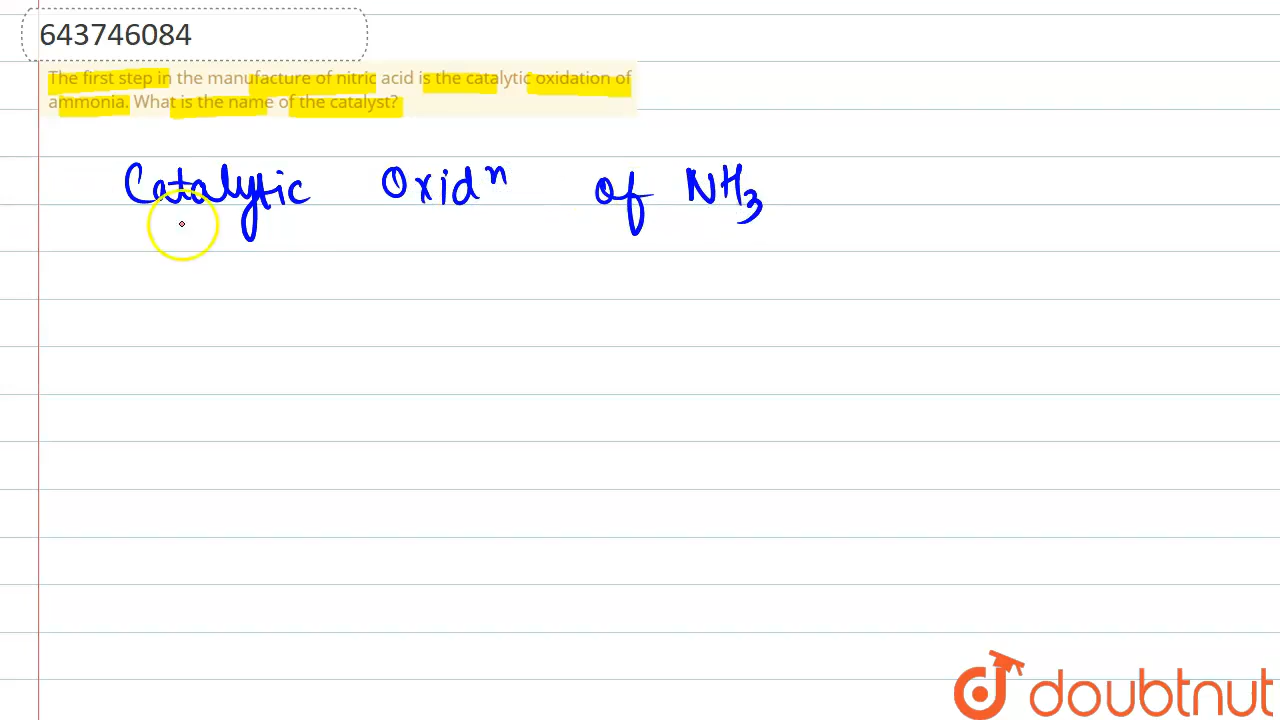 643746084
The first step in the manufacture of nitric acid is the catalytic oxidation of
ammonia. What is the name of the catalyst?
Catalytic Oxidⁿ of NH₃
doubtnut